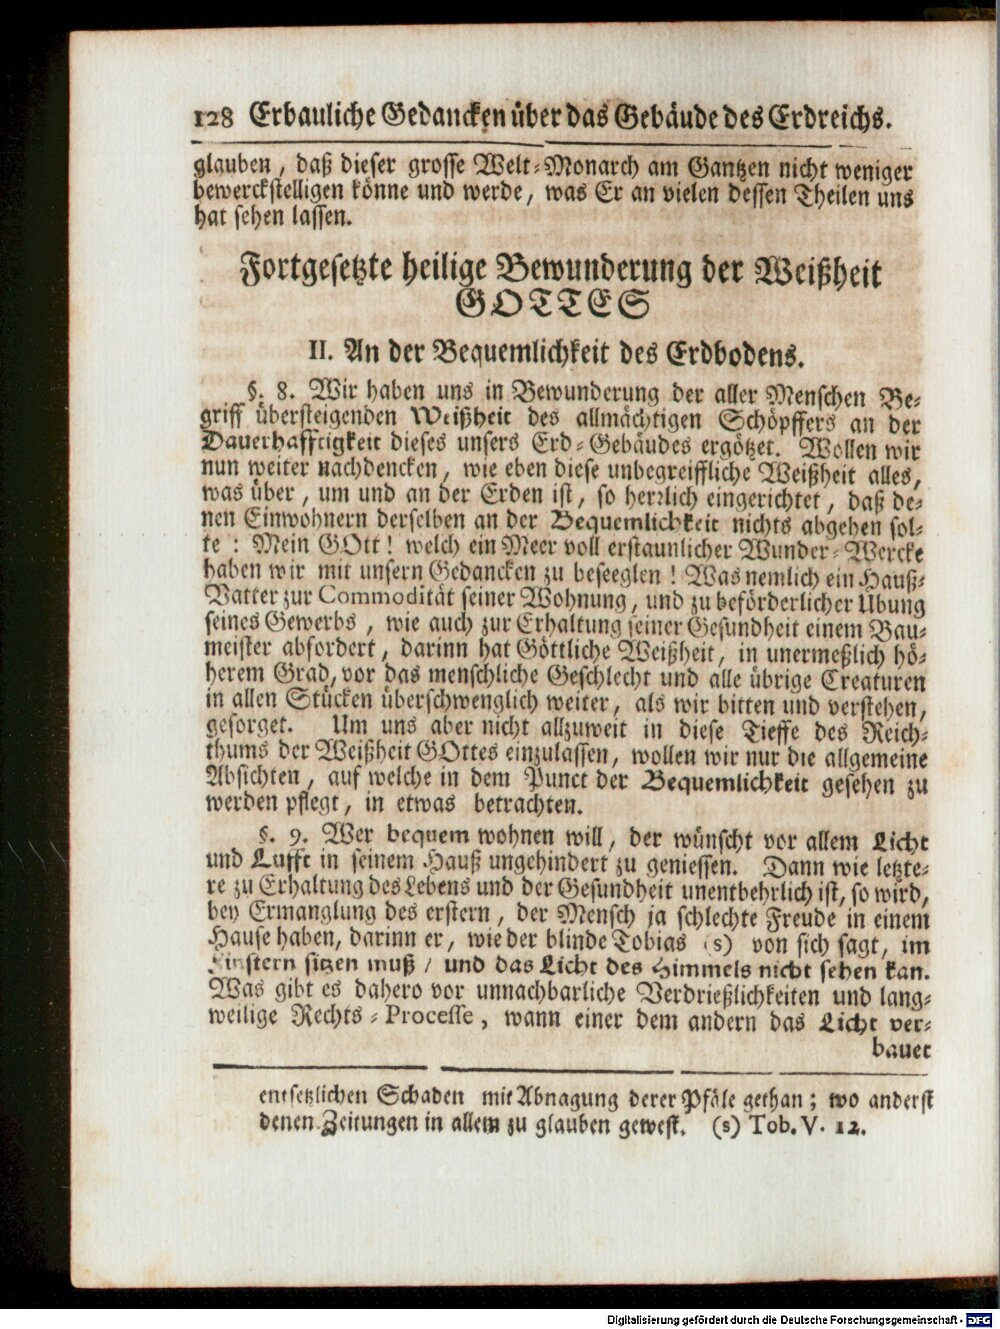 128 Erbauliche Gedancken über das Gebäude des Erdreichs.
glauben, daß dieser grosse Welt-Monarch am Gantzen nicht weniger
bewerckstelligen könne und werde, was Er an vielen dessen Theilen uns
hat sehen lassen.
Fortgesetzte heilige Bewunderung der Weißheit
GOTTES
II. An der Bequemlichkeit des Erdbodens.
§. 8. Wir haben uns in Bewunderung der aller Menschen Be-
griff übersteigenden Weißheit des allmächtigen Schöpffers an der
Dauerhafftigkeit dieses unsers Erd-Gebäudes ergötzet. Wollen wir
nun weiter nachdencken, wie eben diese unbegreiffliche Weißheit alles,
was über, um und an der Erden ist, so herzlich eingerichtet, daß de-
nen Einwohnern derselben an der Bequemlichkeit nichts abgehen sol-
te: Mein GOtt! welch ein Meer voll erstaunlicher Wunder-Wercke
haben wir mit unsern Gedancken zu beseeglen! Was nemlich ein Hauß-
Vatter zur Commodität seiner Wohnung, und zu beförderlicher Übung
seines Gewerbs, wie auch zur Erhaltung seiner Gesundheit einem Bau-
meister abfordert, darinn hat Göttliche Weißheit, in unermeßlich hö-
herem Grad, vor das menschliche Geschlecht und alle übrige Creaturen
in allen Stücken überschwenglich weiter, als wir bitten und verstehen,
gesorget. Um uns aber nicht allzuweit in diese Tieffe des Reich-
thums der Weißheit GOttes einzulassen, wollen wir nur die allgemeine
Absichten, auf welche in dem Punct der Bequemlichkeit gesehen zu
werden pflegt, in etwas betrachten.
§. 9. Wer bequem wohnen will, der wünscht vor allem Licht
und Lufft in seinem Hauß ungehindert zu geniessen. Dann wie letzte-
re zu Erhaltung des Lebens und der Gesundheit unentbehrlich ist, so wird,
bey Ermanglung des erstern, der Mensch ja schlechte Freude in einem
Hause haben, darinn er, wie der blinde Tobias (s) von sich sagt, im
Finstern sitzen muß / und das Licht des Himmels nicht sehen kan.
Was gibt es dahero vor unnachbarliche Verdrießlichkeiten und lang-
weilige Rechts-Processe, wann einer dem andern das Licht ver-
bauet
entsetzlichen Schaden mit Abnagung derer Pfäle gethan; wo anderst
denen Zeitungen in allem zu glauben gewest. (s) Tob. V. 12.
Digitalisierung gefördert durch die Deutsche Forschungsgemeinschaft - DFG